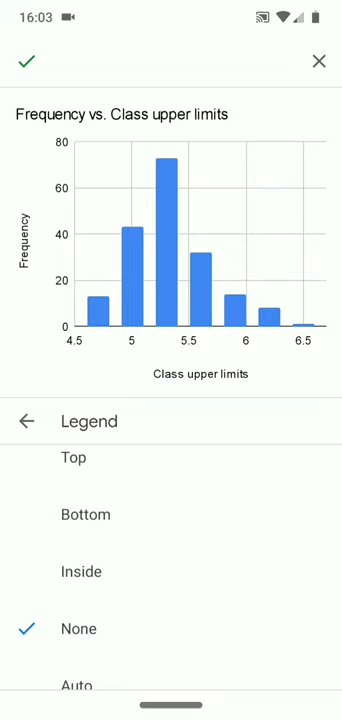 16:03
Frequency vs. Class upper limits
80
60
40
20
0
Frequency
4.5 5 5.5 6 6.5
Class upper limits
Legend
Top
Bottom
Inside
None
Auto